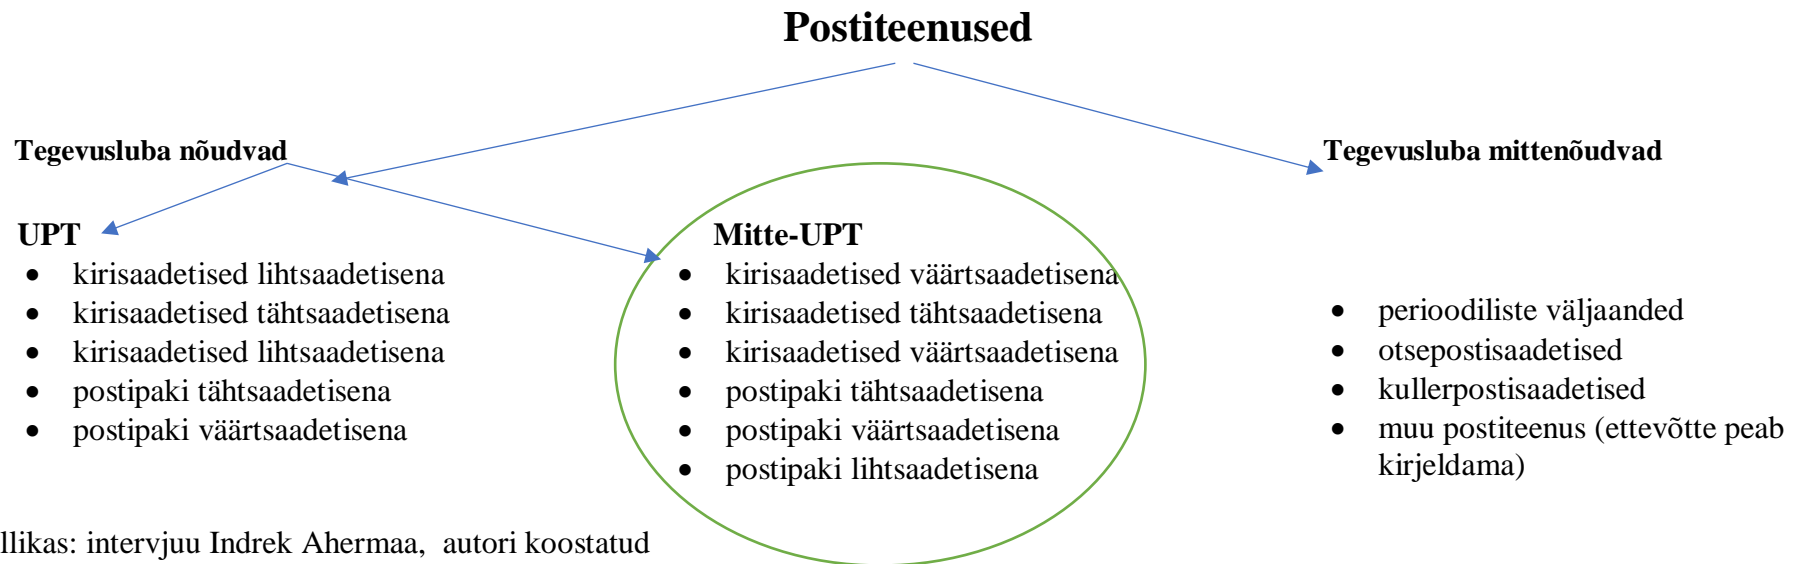 Postiteenused
Tegevusluba nõudvad
Tegevusluba mittenõudvad
UPT
• kirisaadetised lihtsaadetisena
• kirisaadetised tähtsaadetisena
• kirisaadetised lihtsaadetisena
• postipaki tähtsaadetisena
• postipaki väärtsaadetisena
Mitte-UPT
• kirisaadetised väärtsaadetisena
• kirisaadetised tähtsaadetisena
• kirisaadetised väärtsaadetisena
• postipaki tähtsaadetisena
• postipaki väärtsaadetisena
• postipaki lihtsaadetisena
• perioodiliste väljaanded
• otsepostisaadetised
• kullerpostisaadetised
• muu postiteenus (ettevõtte peab
kirjeldama)
llikas: intervjuu Indrek Ahermaa, autori koostatud